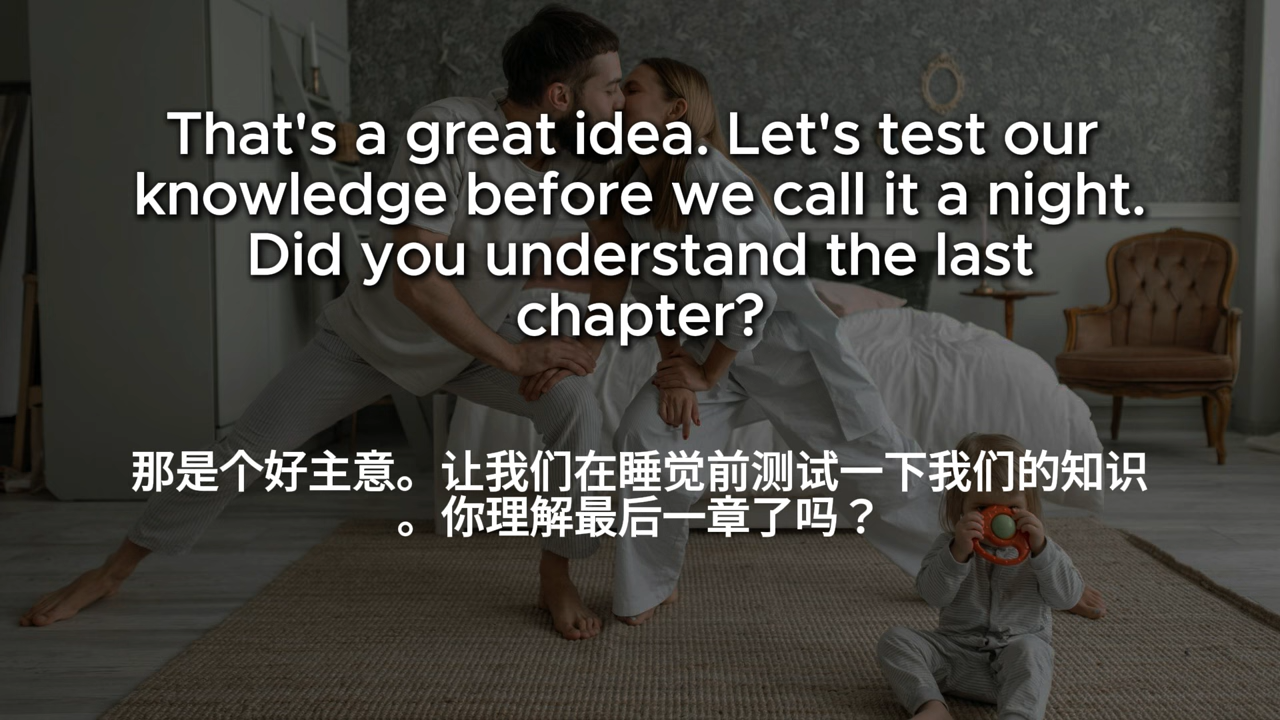 That's a great idea. Let's test our
knowledge before we call it a night.
Did you understand the last
chapter?
那是个好主意。让我们在睡觉前测试一下我们的知识
。你理解最后一章了吗？